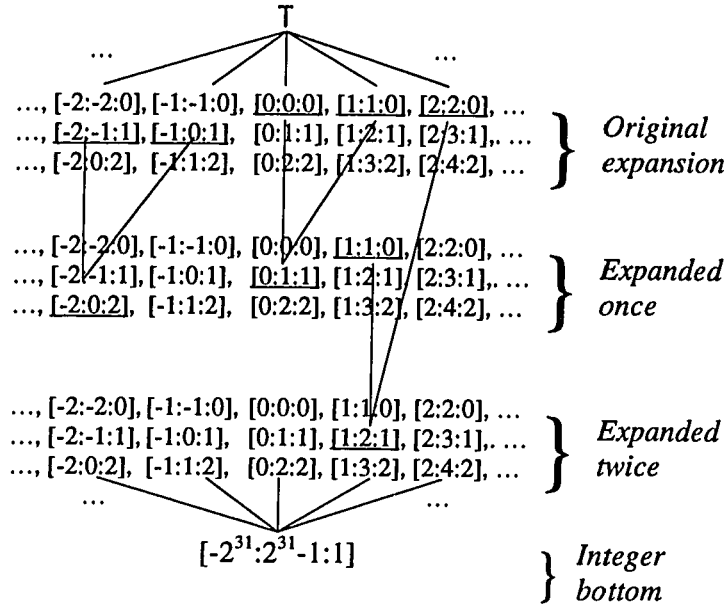 T
... ...
..., [-2:-2:0], [-1:-1:0], [0:0:0], [1:1:0], [2:2:0], ...
..., [-2:-1:1], [-1:0:1], [0:1:1], [1:2:1], [2:3:1],. ...
..., [-2:0:2], [-1:1:2], [0:2:2], [1:3:2], [2:4:2], ...
} Original
expansion
..., [-2:-2:0], [-1:-1:0], [0:0:0], [1:1:0], [2:2:0], ...
..., [-2:-1:1], [-1:0:1], [0:1:1], [1:2:1], [2:3:1],. ...
..., [-2:0:2], [-1:1:2], [0:2:2], [1:3:2], [2:4:2], ...
} Expanded
once
..., [-2:-2:0], [-1:-1:0], [0:0:0], [1:1:0], [2:2:0], ...
..., [-2:-1:1], [-1:0:1], [0:1:1], [1:2:1], [2:3:1],. ...
..., [-2:0:2], [-1:1:2], [0:2:2], [1:3:2], [2:4:2], ...
} Expanded
twice
... ...
[-2³¹:2³¹-1:1]
} Integer
bottom